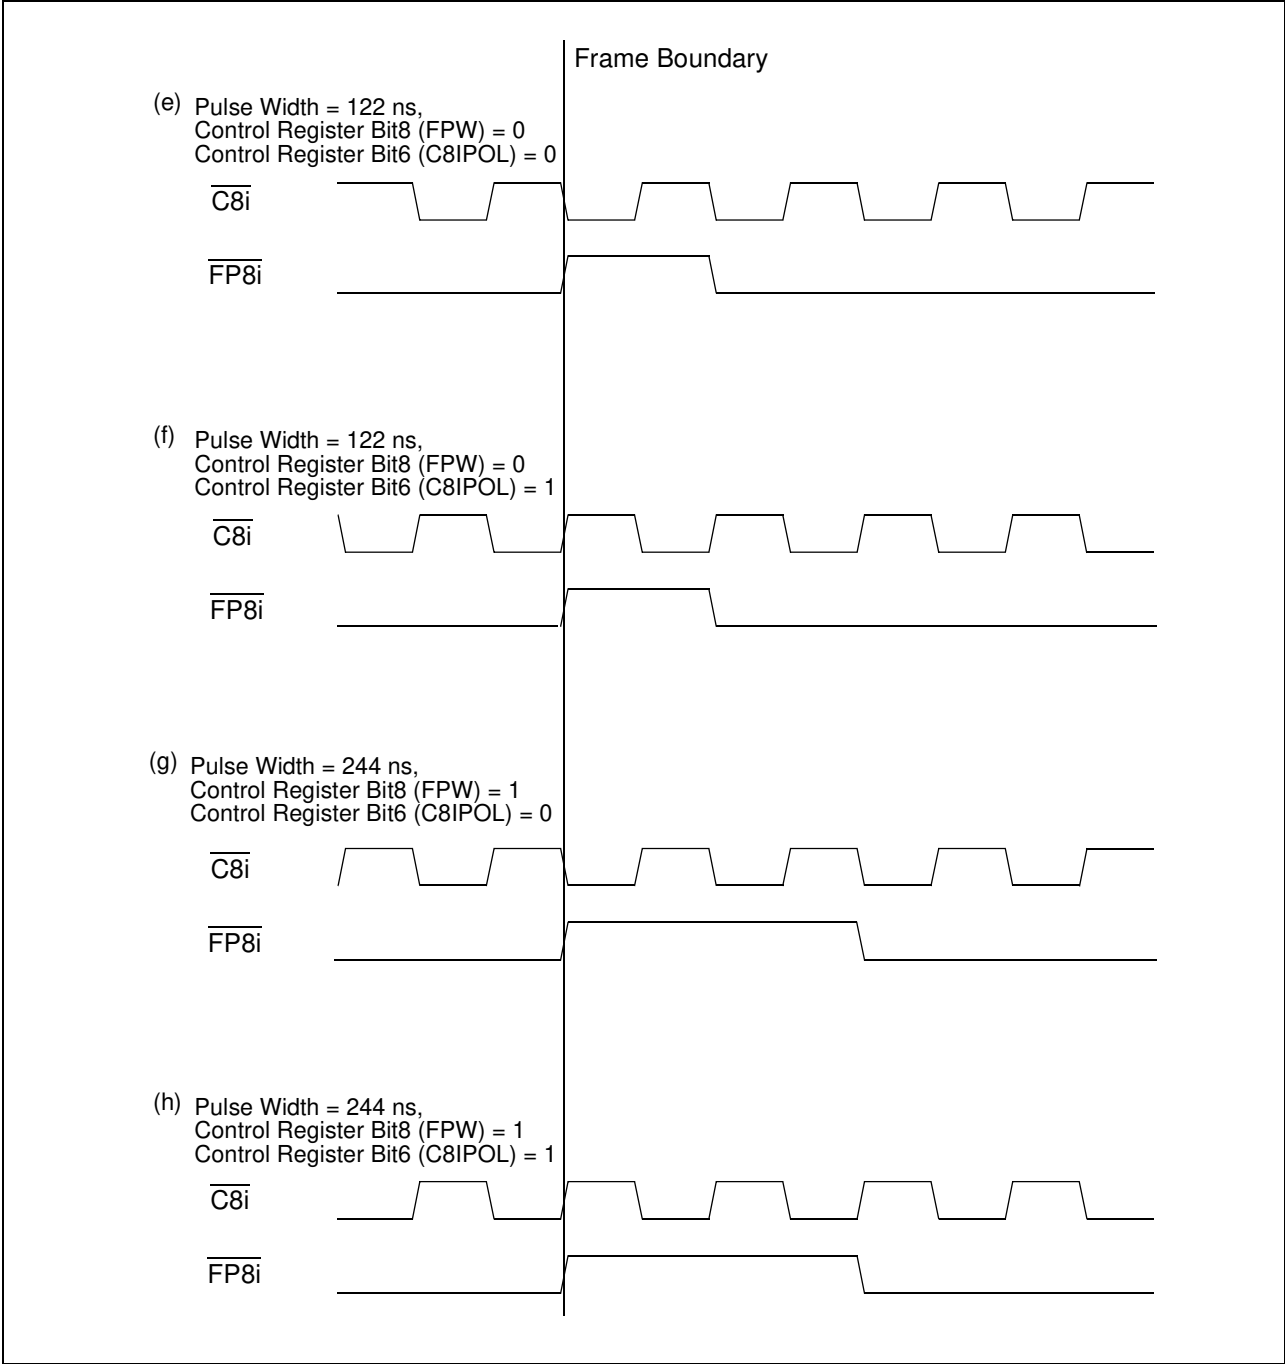 Frame Boundary
(e) Pulse Width = 122 ns,
Control Register Bit8 (FPW) = 0
Control Register Bit6 (C8IPOL) = 0
C8i
FP8i
(f) Pulse Width = 122 ns,
Control Register Bit8 (FPW) = 0
Control Register Bit6 (C8IPOL) = 1
C8i
FP8i
(g) Pulse Width = 244 ns,
Control Register Bit8 (FPW) = 1
Control Register Bit6 (C8IPOL) = 0
C8i
FP8i
(h) Pulse Width = 244 ns,
Control Register Bit8 (FPW) = 1
Control Register Bit6 (C8IPOL) = 1
C8i
FP8i